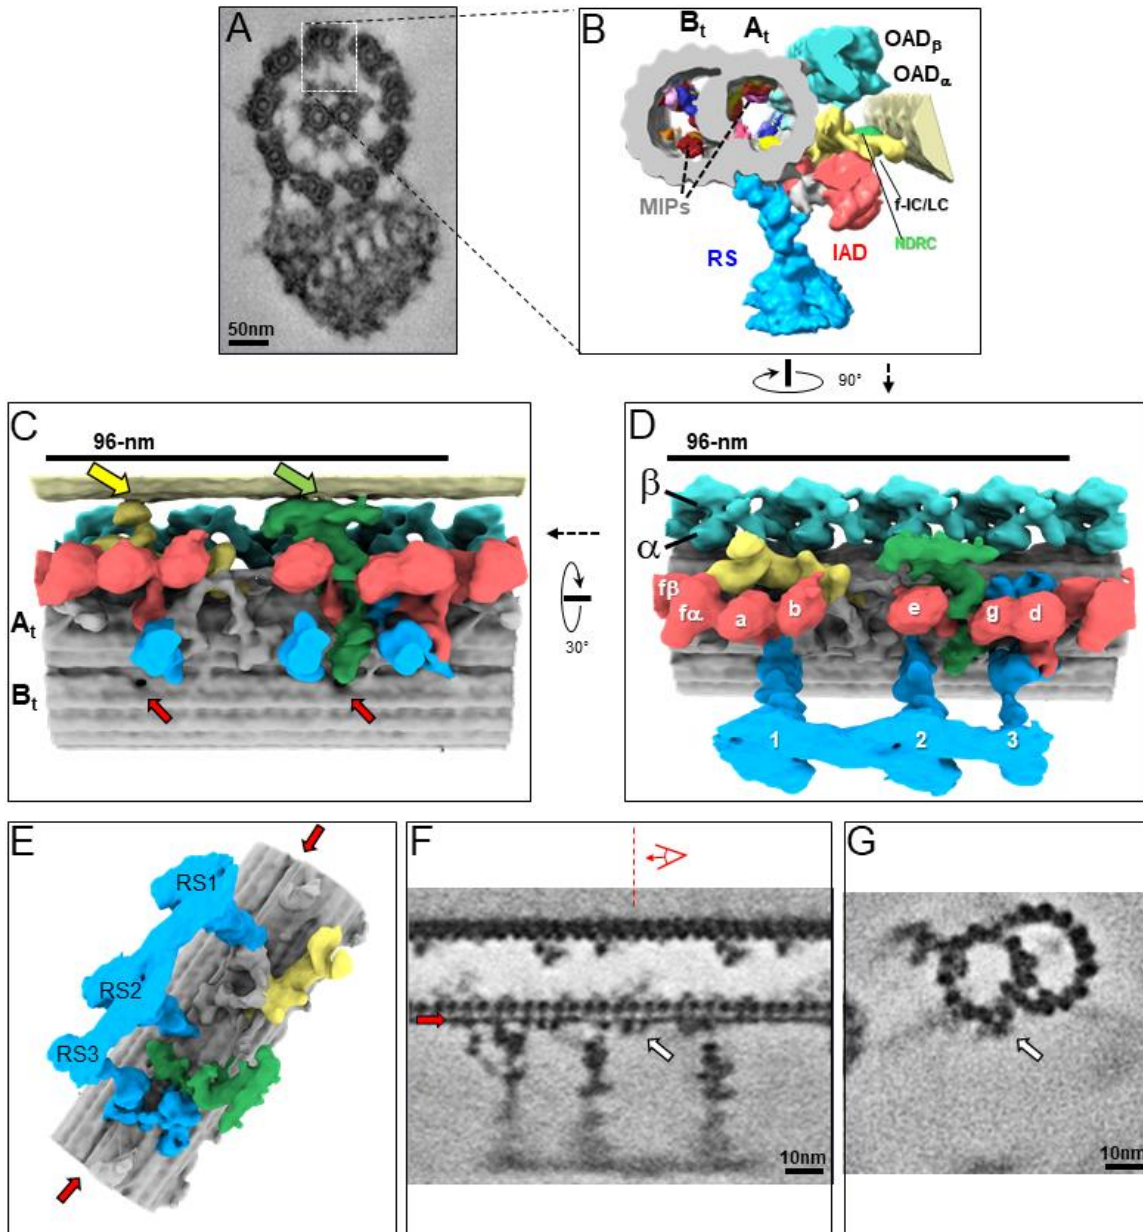 A
50nm
B
Bt
At
OADβ
OADα
MIPs
f-IC/LC
NDRC
RS
IAD
90°
C
96-nm
At
Bt
30°
D
96-nm
β
α
fβ
fα
a
b
e
g
d
1
2
3
E
RS1
RS2
RS3
F
10nm
G
10nm